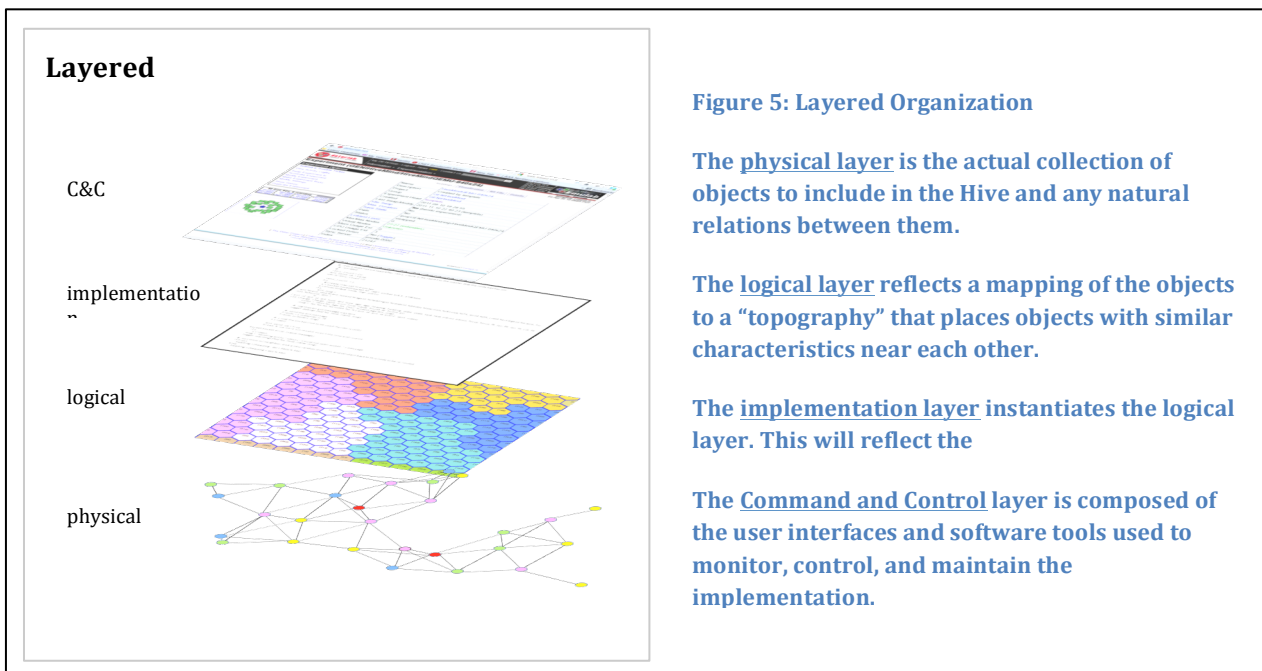 Layered
C&C
implementatio
n
logical
physical
Figure 5: Layered Organization
The physical layer is the actual collection of
objects to include in the Hive and any natural
relations between them.
The logical layer reflects a mapping of the objects
to a “topography” that places objects with similar
characteristics near each other.
The implementation layer instantiates the logical
layer. This will reflect the
The Command and Control layer is composed of
the user interfaces and software tools used to
monitor, control, and maintain the
implementation.